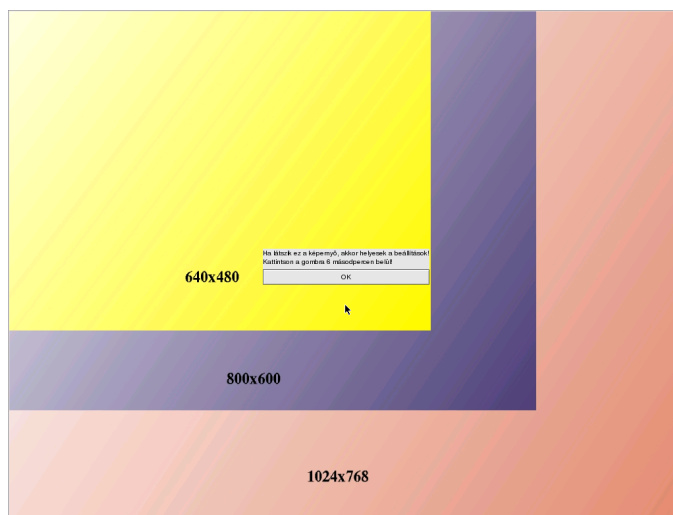 Ha látszik ez a képernyő, akkor helyesek a beállítások!
Kattintson a gombra 6 másodpercen belül!
OK
640x480
800x600
1024x768